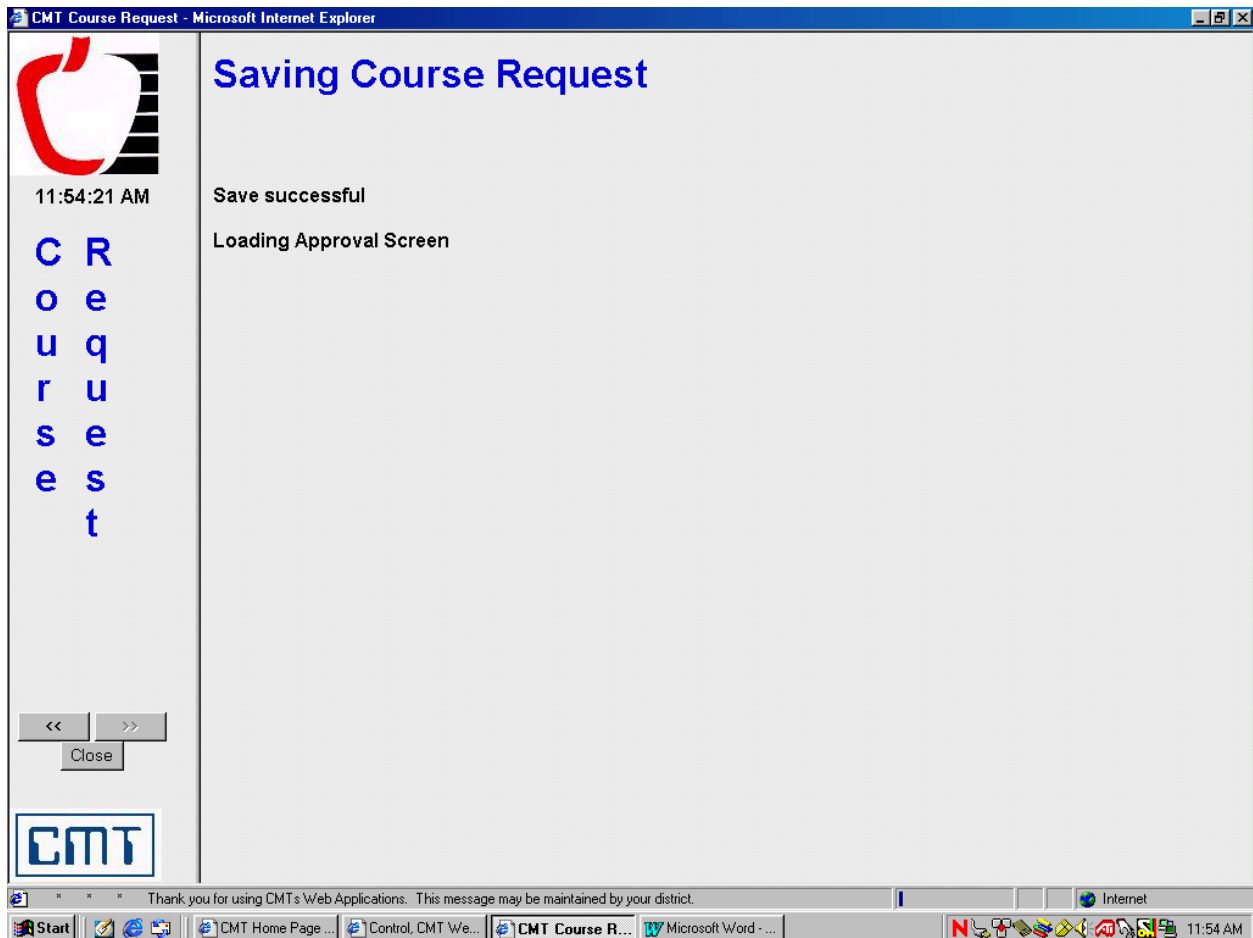 CMT Course Request - Microsoft Internet Explorer
Saving Course Request
11:54:21 AM
Save successful
Loading Approval Screen
Course
Request
<< >>
Close
CMT
* * * Thank you for using CMTs Web Applications. This message may be maintained by your district.
Internet
Start
CMT Home Page ...
Control, CMT We...
CMT Course R...
Microsoft Word - ...
11:54 AM